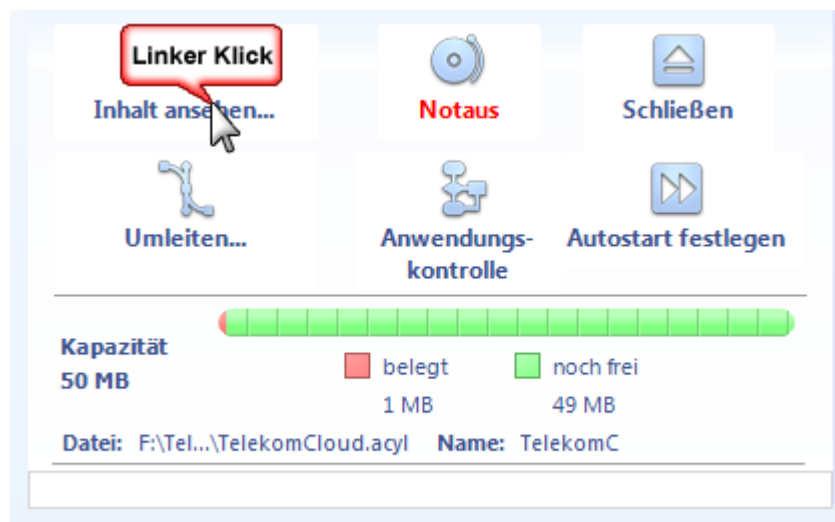 Linker Klick
Inhalt ansehen...
Notaus
Schließen
Umleiten...
Anwendungs-
kontrolle
Autostart festlegen
Kapazität
50 MB
belegt
noch frei
1 MB
49 MB
Datei: F:\Tel...\TelekomCloud.acyl Name: TelekomC